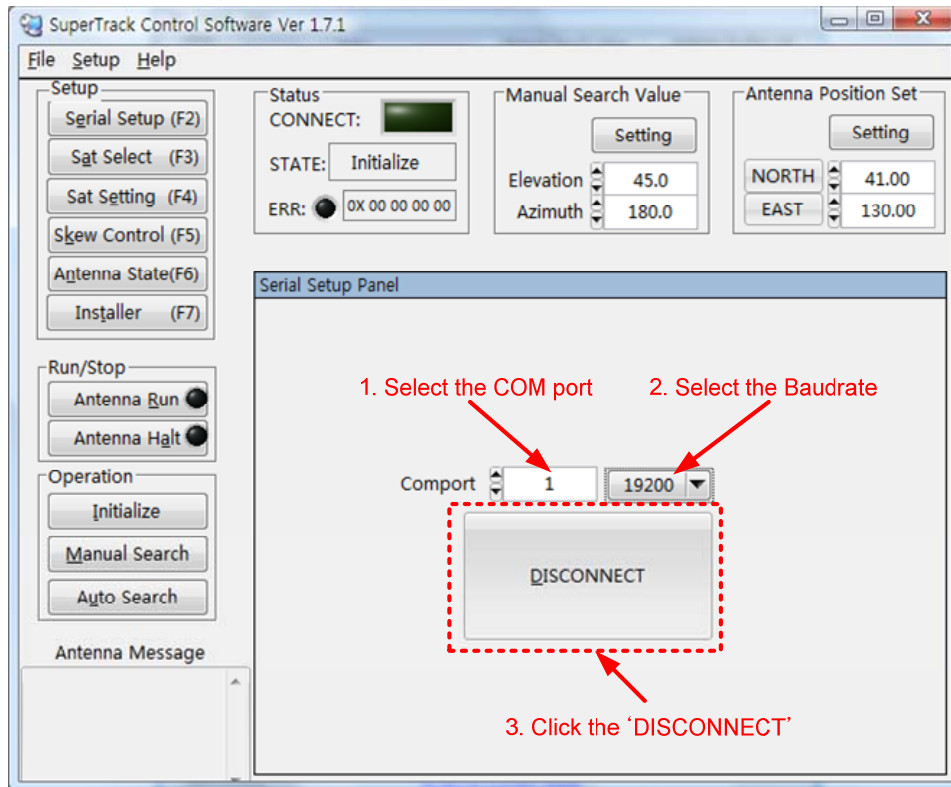 SuperTrack Control Software Ver 1.7.1
File Setup Help
Setup
Serial Setup (F2)
Sat Select (F3)
Sat Setting (F4)
Skew Control (F5)
Antenna State(F6)
Installer (F7)
Status
CONNECT:
STATE: Initialize
ERR: 0X 00 00 00 00
Manual Search Value
Setting
Elevation 45.0
Azimuth 180.0
Antenna Position Set
Setting
NORTH 41.00
EAST 130.00
Run/Stop
Antenna Run
Antenna Halt
Operation
Initialize
Manual Search
Auto Search
Antenna Message
Serial Setup Panel
1. Select the COM port
2. Select the Baudrate
Comport 1 19200
DISCONNECT
3. Click the ‘DISCONNECT’